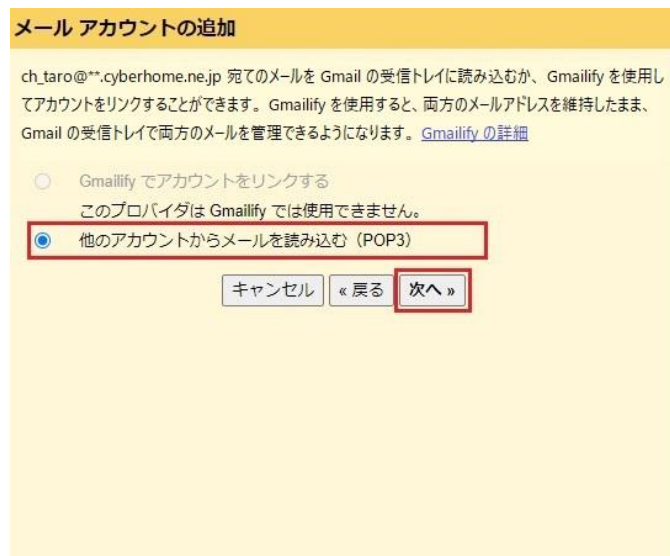 メール アカウントの追加
ch_taro@**.cyberhome.ne.jp 宛てのメールを Gmail の受信トレイに読み込むか、Gmailify を使用し
てアカウントをリンクすることができます。Gmailify を使用すると、両方のメールアドレスを維持したまま、
Gmail の受信トレイで両方のメールを管理できるようになります。Gmailify の詳細
Gmailify でアカウントをリンクする
このプロバイダは Gmailify では使用できません。
他のアカウントからメールを読み込む（POP3）
キャンセル « 戻る 次へ »